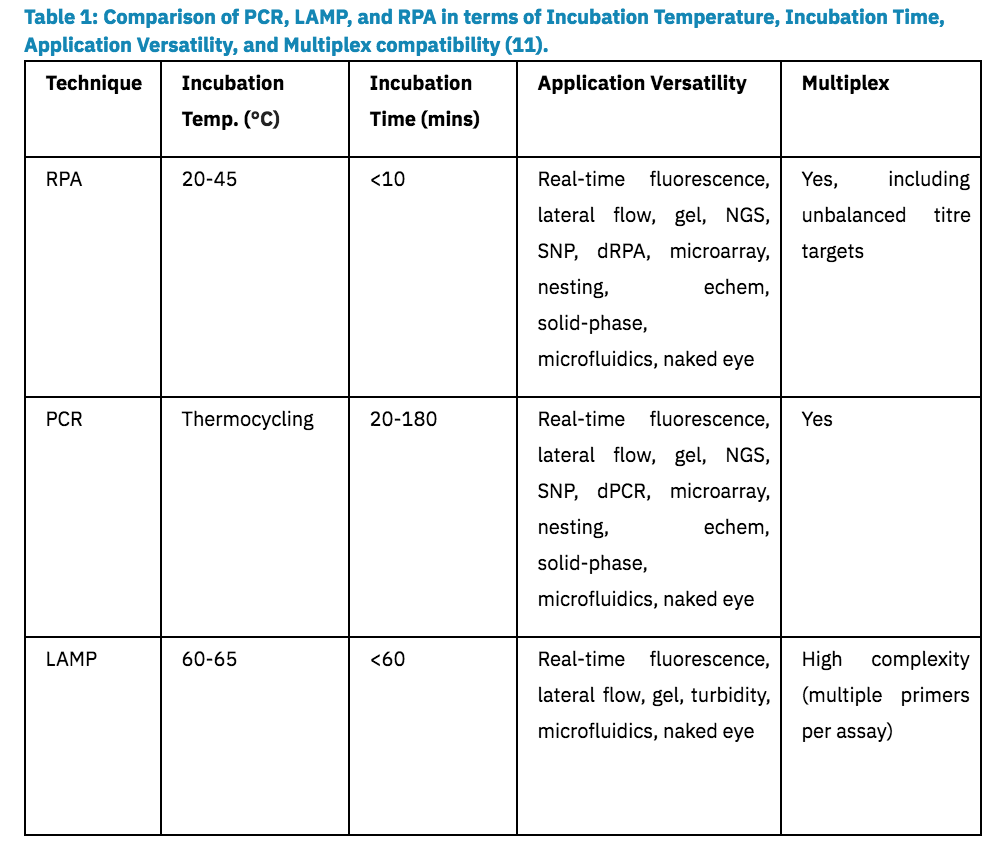 Table 1: Comparison of PCR, LAMP, and RPA in terms of Incubation Temperature, Incubation Time,
Application Versatility, and Multiplex compatibility (11).
Technique
Incubation
Temp. (°C)
Incubation
Time (mins)
Application Versatility
Multiplex
RPA
20-45
<10
Real-time fluorescence,
lateral flow, gel, NGS,
SNP, dRPA, microarray,
nesting, echem,
solid-phase,
microfluidics, naked eye
Yes, including
unbalanced titre
targets
PCR
Thermocycling
20-180
Real-time fluorescence,
lateral flow, gel, NGS,
SNP, dPCR, microarray,
nesting, echem,
solid-phase,
microfluidics, naked eye
Yes
LAMP
60-65
<60
Real-time fluorescence,
lateral flow, gel, turbidity,
microfluidics, naked eye
High complexity
(multiple primers
per assay)